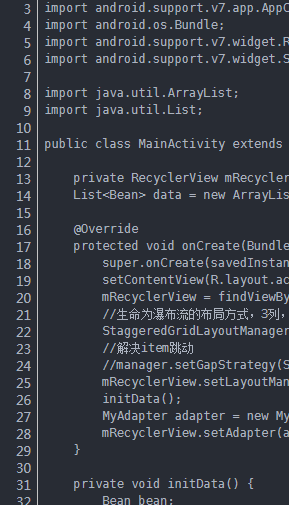 3 import android.support.v7.app.AppC
4 import android.os.Bundle;
5 import android.support.v7.widget.R
6 import android.support.v7.widget.S
7
8 import java.util.ArrayList;
9 import java.util.List;
10
11 public class MainActivity extends
12
13 private RecyclerView mRecycler
14 List<Bean> data = new ArrayLis
15
16 @Override
17 protected void onCreate(Bundle
18 super.onCreate(savedInstan
19 setContentView(R.layout.ac
20 mRecyclerView = findViewBy
21 //生命为瀑布流的布局方式，3列，
22 StaggeredGridLayoutManager
23 //解决item跳动
24 //manager.setGapStrategy(S
25 mRecyclerView.setLayoutMan
26 initData();
27 MyAdapter adapter = new My
28 mRecyclerView.setAdapter(a
29 }
30
31 private void initData() {
32 Bean bean;